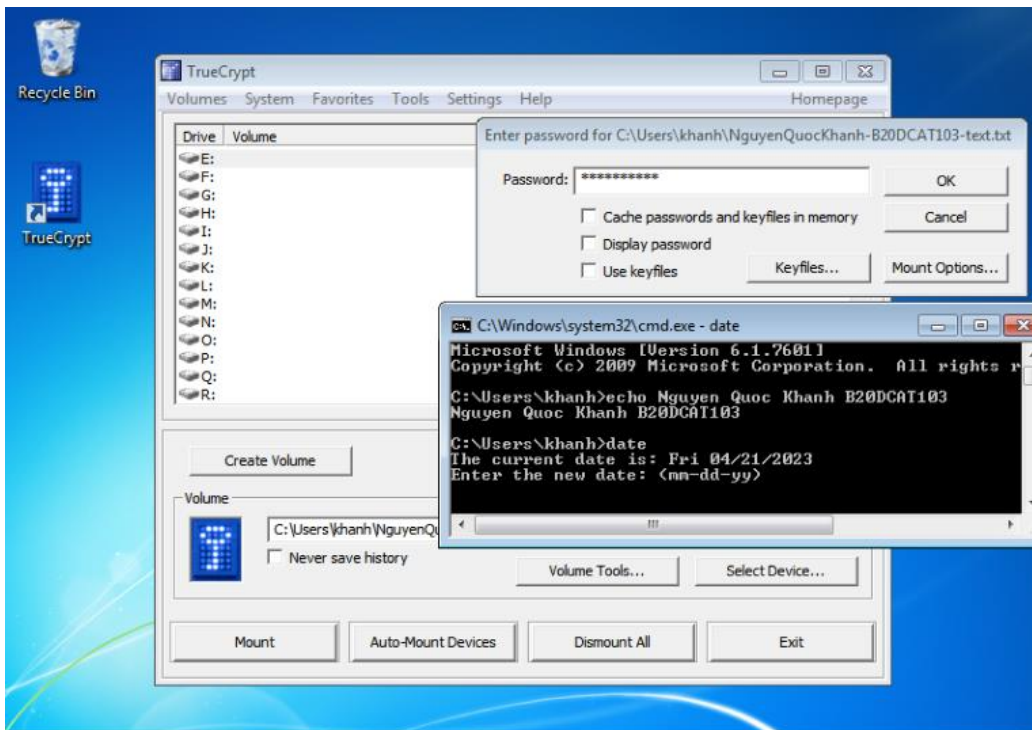 Recycle Bin
TrueCrypt
TrueCrypt
Volumes System Favorites Tools Settings Help Homepage
Drive Volume
E:
F:
G:
H:
I:
J:
K:
L:
M:
N:
O:
P:
Q:
R:
Enter password for C:\Users\khanh\NguyenQuocKhanh-B20DCAT103-text.txt
Password: **********
OK
Cache passwords and keyfiles in memory
Cancel
Display password
Use keyfiles
Keyfiles...
Mount Options...
C:\Windows\system32\cmd.exe - date
Microsoft Windows [Version 6.1.7601]
Copyright (c) 2009 Microsoft Corporation. All rights r
C:\Users\khanh>echo Nguyen Quoc Khanh B20DCAT103
Nguyen Quoc Khanh B20DCAT103
C:\Users\khanh>date
The current date is: Fri 04/21/2023
Enter the new date: (mm-dd-yy)
Create Volume
Volume
C:\Users\khanh\NguyenQu
Never save history
Volume Tools...
Select Device...
Mount
Auto-Mount Devices
Dismount All
Exit